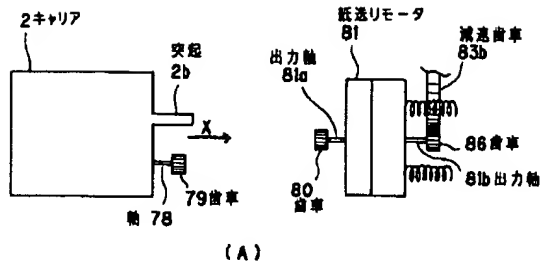 2キャリア
突起
2b
X
軸 78
79歯車
紙送りモータ
81
出力軸
81a
減速歯車
83b
80
歯車
86歯車
81b出力軸
(A)